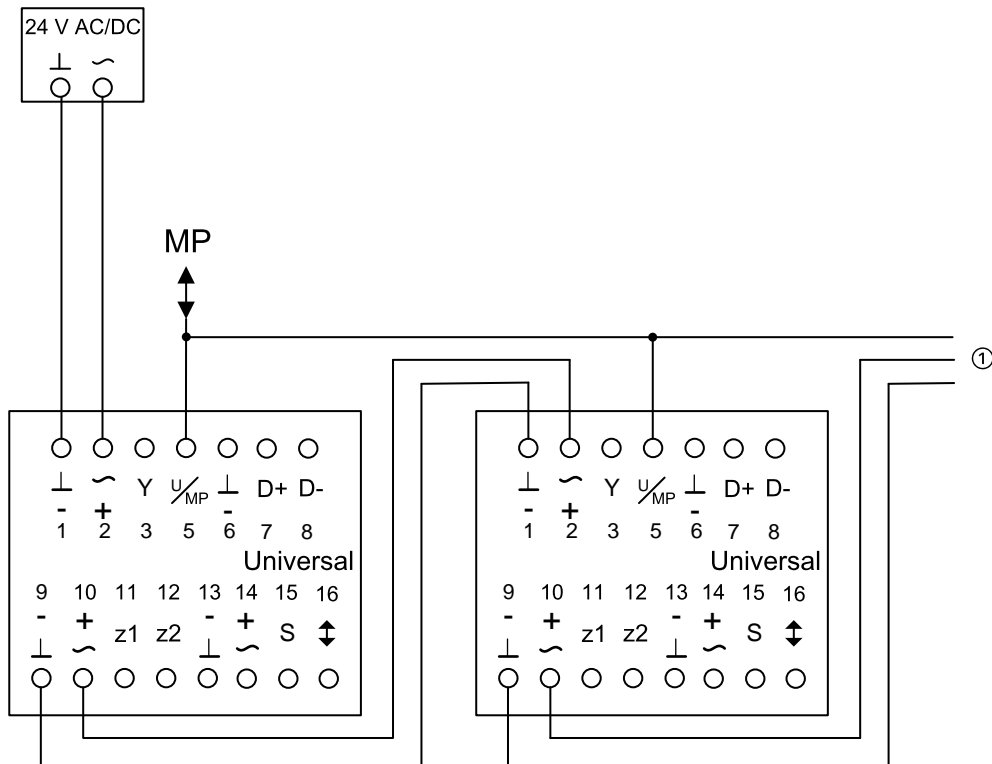 24 V AC/DC
⊥ ~
MP
①
⊥ ~ Y U/MP ⊥ D+ D-
- + -
1 2 3 5 6 7 8
Universal
9 10 11 12 13 14 15 16
- + z1 z2 - + S ↕
⊥ ~ ⊥ ~
⊥ ~ Y U/MP ⊥ D+ D-
- + -
1 2 3 5 6 7 8
Universal
9 10 11 12 13 14 15 16
- + z1 z2 - + S ↕
⊥ ~ ⊥ ~